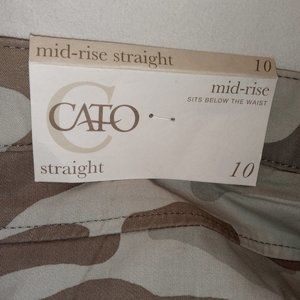 mid-rise straight 10
mid-rise
SITS BELOW THE WAIST
C
CATO
straight 10